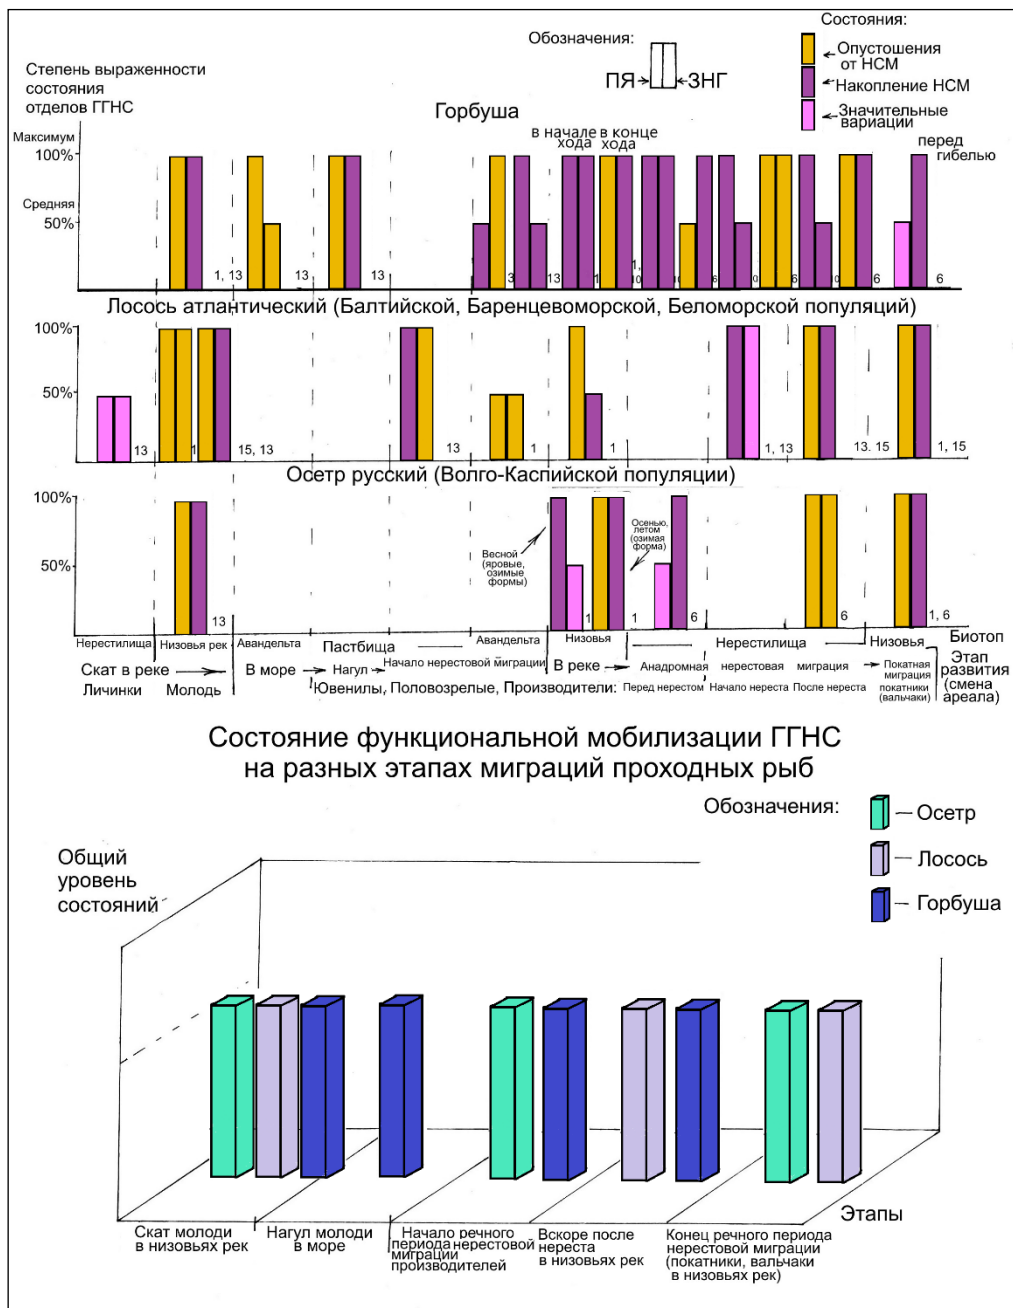 Состояния:
Обозначения:
Опустошения
от НСМ
ПЯ
ЗНГ
Накопление НСМ
Значительные
вариации
Степень выраженности
состояния
отделов ГГНС
Горбуша
Максимум
100%
в начале
хода
в конце
хода
перед
гибелью
Средняя
50%
1, 13
13
13
3
13
1
1,
10
10
6
0
6
10
6
6
Лосось атлантический (Балтийской, Баренцевоморской, Беломорской популяций)
100%
50%
13
1
15, 13
13
1
1
1, 13
13. 15
1, 15
Осетр русский (Волго-Каспийской популяции)
100%
50%
Весной
(яровые,
озимые
формы)
Осенью,
летом
(озимая
форма)
13
1
1
6
6
1, 6
Нерестилища
Низовья рек
Авандельта
Пастбища
Авандельта
Низовья
Нерестилища
Низовья
Биотоп
Скат в реке
В море
Нагул
Начало нерестовой миграции
В реке
Анадромная
нерестовая
миграция
Покатная
миграция
Этап
развития
(смена
ареала)
Личинки
Молодь
Ювенилы, Половозрелые, Производители:
Перед нерестом
Начало нереста
После нереста
покатники
(вальчаки)
Состояние функциональной мобилизации ГГНС
на разных этапах миграций проходных рыб
Обозначения:
Осетр
Лосось
Горбуша
Общий
уровень
состояний
Этапы
Скат молоди
в низовьях рек
Нагул молоди
в море
Начало речного
периода нерестовой
миграции
производителей
Вскоре после
нереста
в низовьях рек
Конец речного периода
нерестовой миграции
(покатники, вальчаки
в низовьях рек)